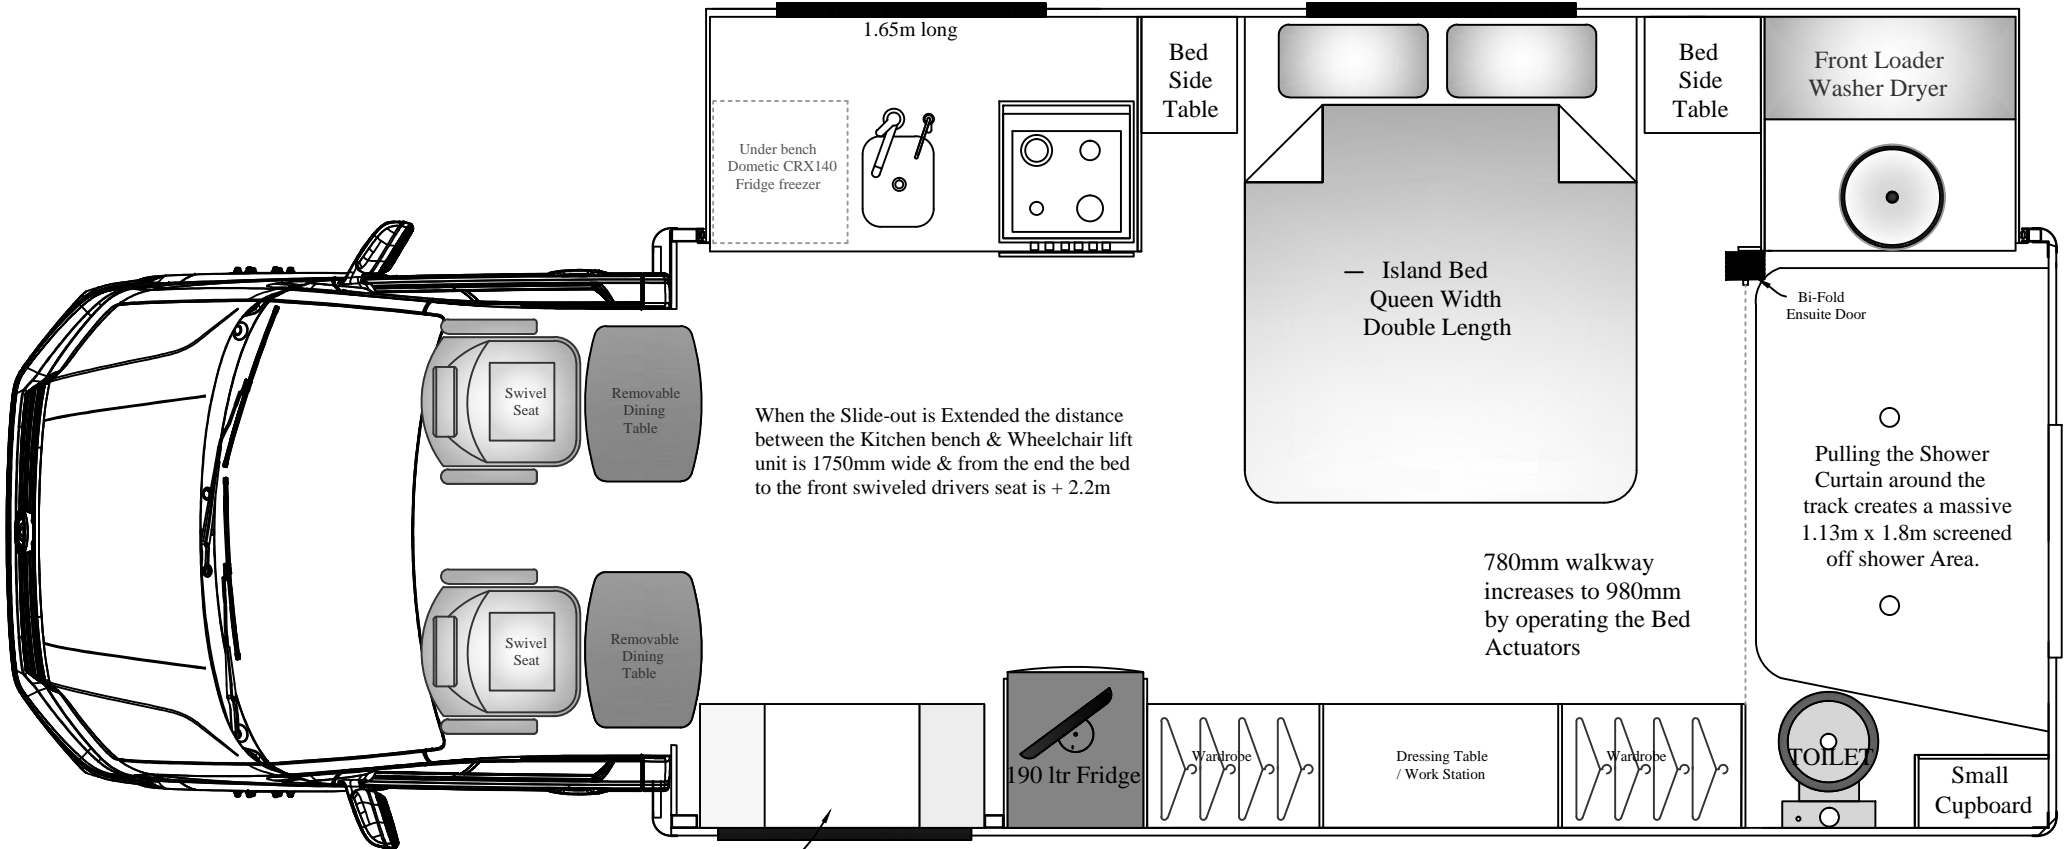 1.65m long
Bed
Side
Table
Bed
Side
Table
Front Loader
Washer Dryer
Under bench
Dometic CRX140
Fridge freezer
Island Bed
Queen Width
Double Length
Bi-Fold
Ensuite Door
Swivel
Seat
Removable
Dining
Table
When the Slide-out is Extended the distance
between the Kitchen bench & Wheelchair lift
unit is 1750mm wide & from the end the bed
to the front swiveled drivers seat is + 2.2m
Pulling the Shower
Curtain around the
track creates a massive
1.13m x 1.8m screened
off shower Area.
780mm walkway
increases to 980mm
by operating the Bed
Actuators
Swivel
Seat
Removable
Dining
Table
190 ltr Fridge
Wardrobe
Dressing Table
/ Work Station
Wardrobe
TOILET
Small
Cupboard